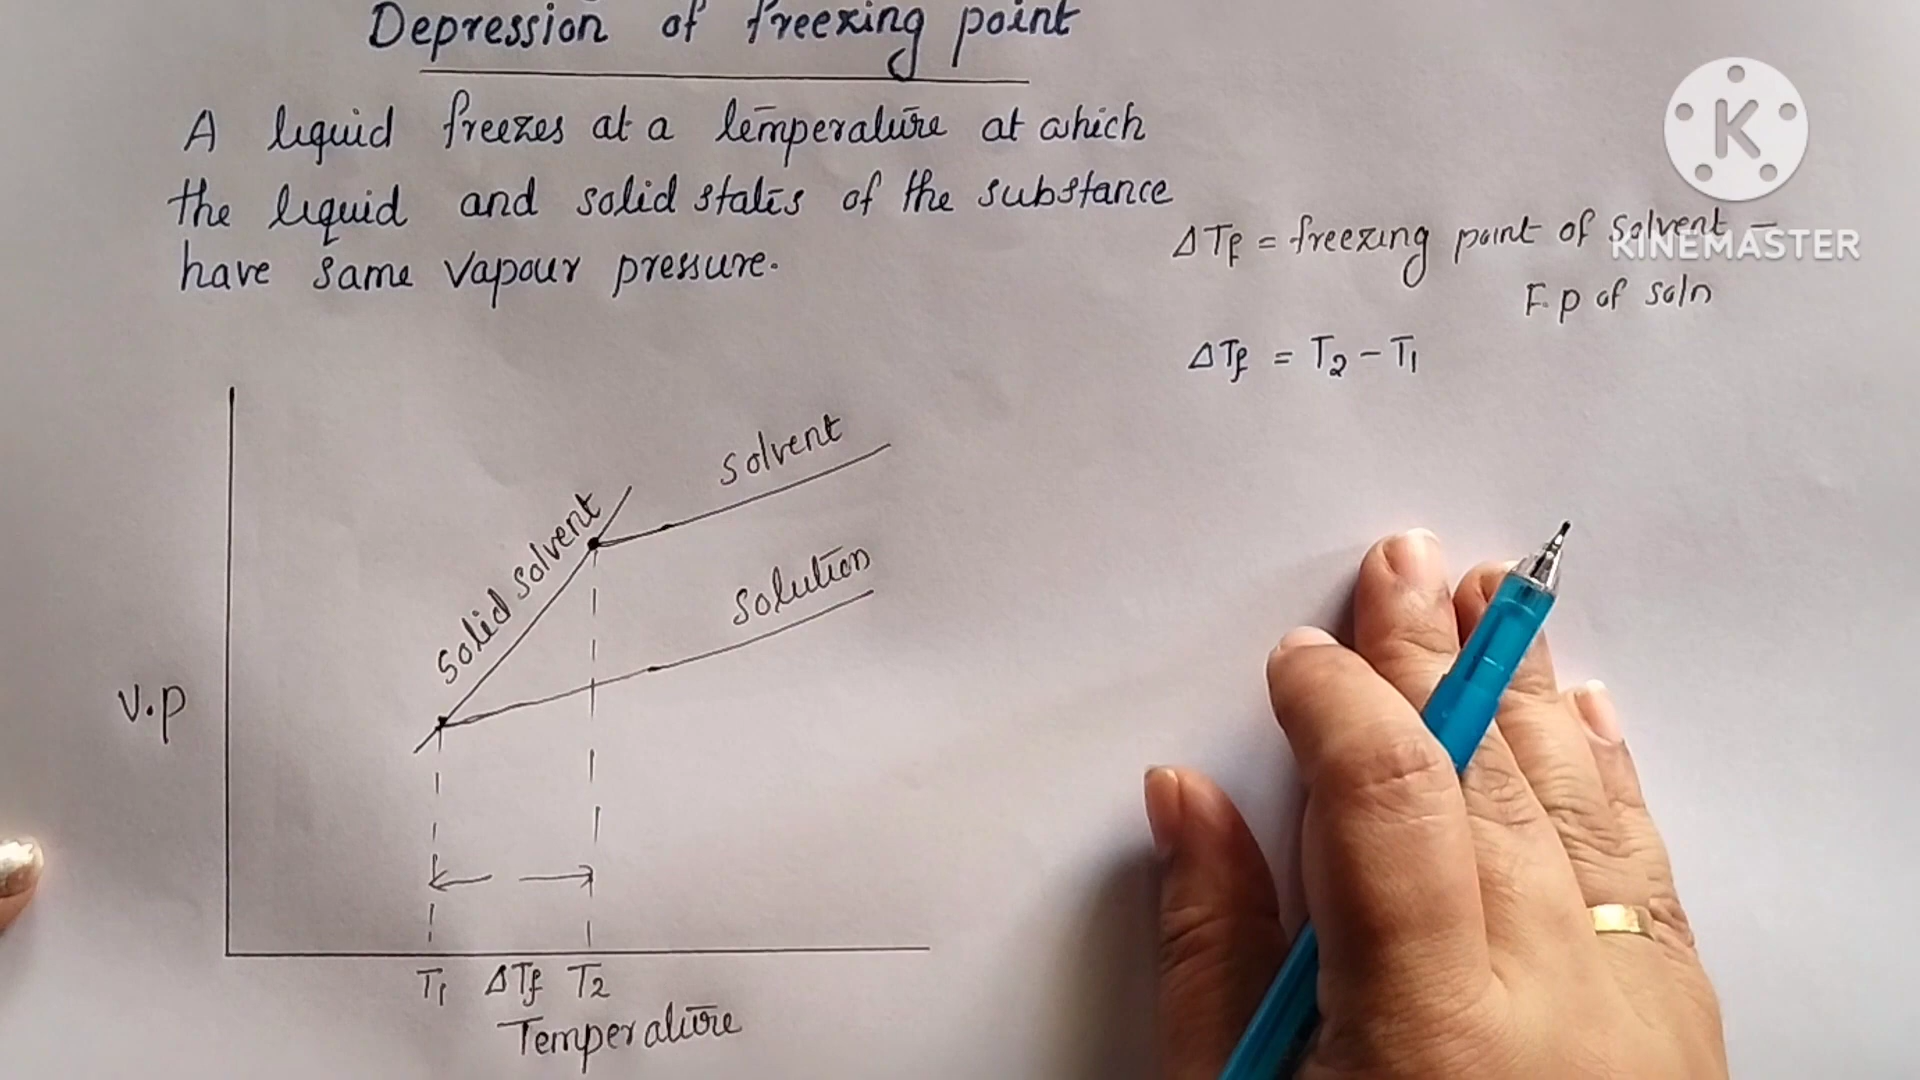 Depression of freezing point
A liquid freezes at a temperature at which
the liquid and solid states of the substance
have same vapour pressure.
ΔTf = freezing point of solvent –
F.p of soln
ΔTf = T2 – T1
K
KINEMASTER
solvent
solid solvent
solution
V.p
T1 ΔTf T2
Temperature